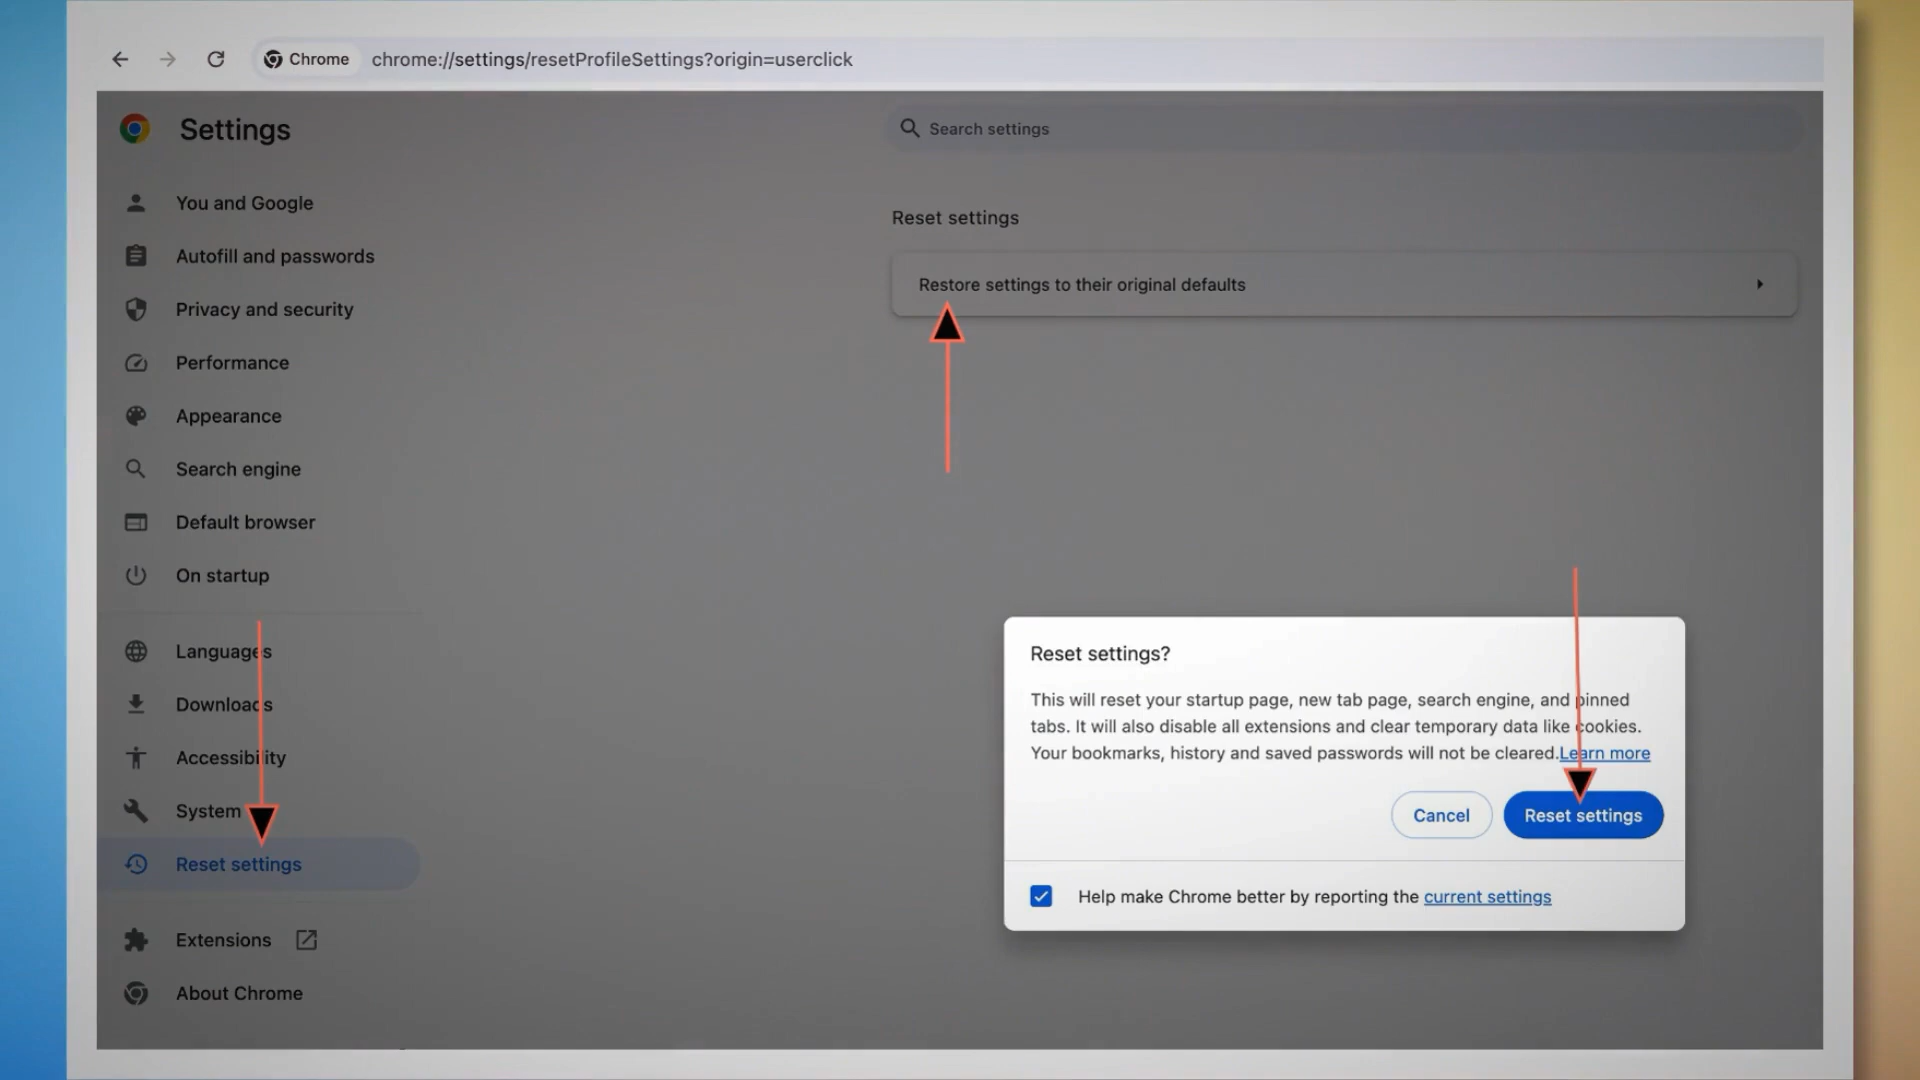 Chrome chrome://settings/resetProfileSettings?origin=userclick
Settings
Search settings
You and Google
Autofill and passwords
Privacy and security
Performance
Appearance
Search engine
Default browser
On startup
Languages
Downloads
Accessibility
System
Reset settings
Extensions
About Chrome
Reset settings
Restore settings to their original defaults
Reset settings?
This will reset your startup page, new tab page, search engine, and pinned
tabs. It will also disable all extensions and clear temporary data like cookies.
Your bookmarks, history and saved passwords will not be cleared.Learn more
Cancel
Reset settings
Help make Chrome better by reporting the current settings